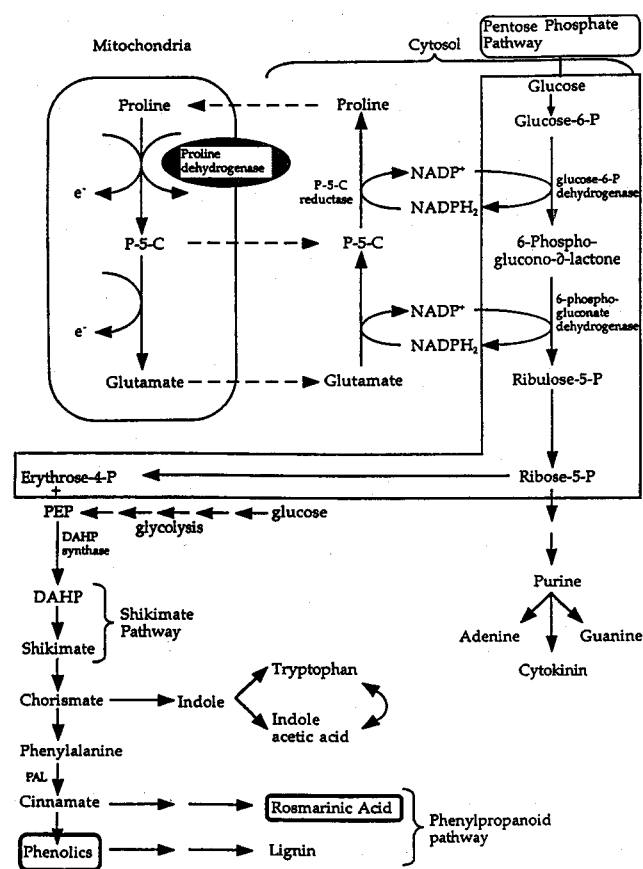 Pentose Phosphate
Pathway
Mitochondria
Cytosol
Glucose
Proline
Proline
Glucose-6-P
Proline
dehydrogenase
NADP⁺
P-5-C
reductase
glucose-6-P
dehydrogenase
e⁻
NADPH₂
P-5-C
P-5-C
6-Phospho-
glucono-∂-lactone
NADP⁺
6-phospho-
gluconate
dehydrogenase
e⁻
NADPH₂
Glutamate
Glutamate
Ribulose-5-P
Erythrose-4-P
Ribose-5-P
+
PEP
glucose
glycolysis
DAHP
synthase
Purine
DAHP
Shikimate
Pathway
Adenine
Guanine
Shikimate
Cytokinin
Tryptophan
Chorismate
Indole
Indole
acetic acid
Phenylalanine
PAL
Cinnamate
Rosmarinic Acid
Phenylpropanoid
pathway
Phenolics
Lignin